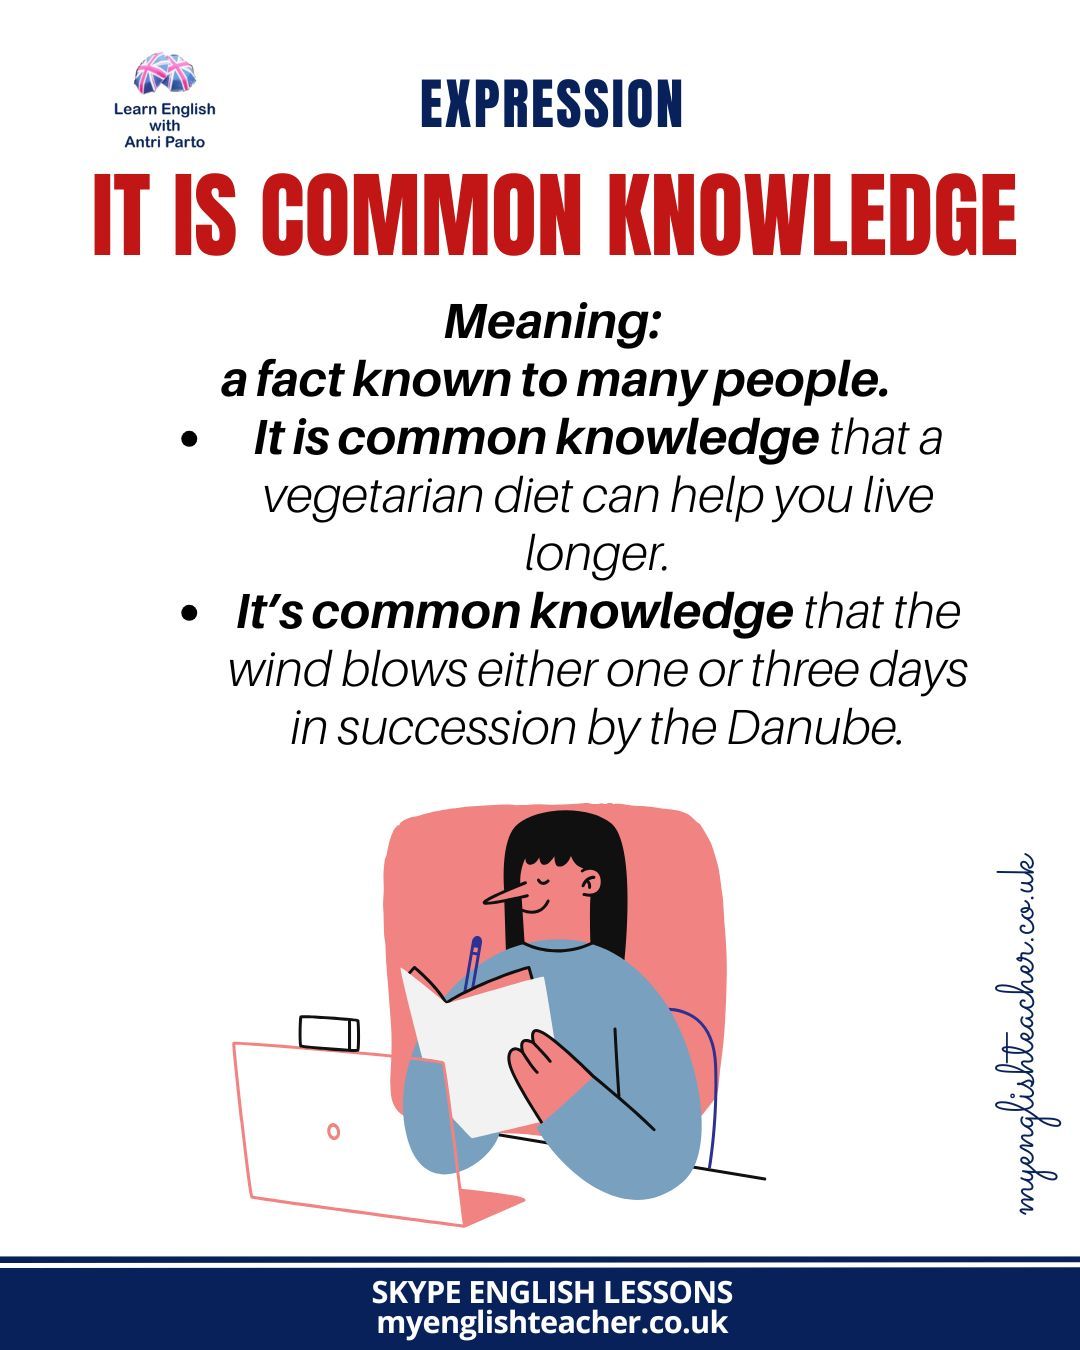 Learn English
with
Antri Parto
EXPRESSION
IT IS COMMON KNOWLEDGE
Meaning:
a fact known to many people.
• It is common knowledge that a
vegetarian diet can help you live
longer.
• It’s common knowledge that the
wind blows either one or three days
in succession by the Danube.
myenglishteacher.co.uk
SKYPE ENGLISH LESSONS
myenglishteacher.co.uk